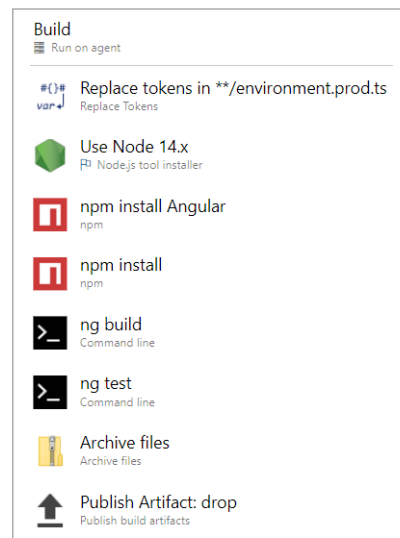 Build
Run on agent
#{}#
var
Replace tokens in **/environment.prod.ts
Replace Tokens
Use Node 14.x
Node.js tool installer
npm install Angular
npm
npm install
npm
ng build
Command line
ng test
Command line
Archive files
Archive files
Publish Artifact: drop
Publish build artifacts